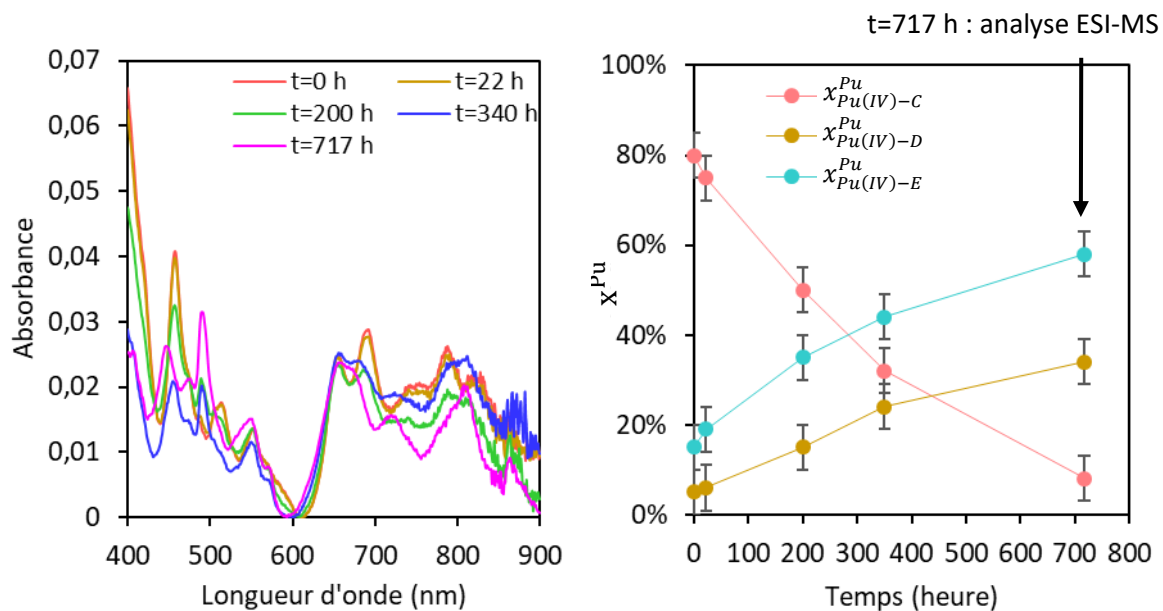 t=717 h : analyse ESI-MS
0,07
0,06
0,05
0,04
0,03
0,02
0,01
0
Absorbance
t=0 h
t=22 h
t=200 h
t=340 h
t=717 h
400 500 600 700 800 900
Longueur d'onde (nm)
100%
80%
60%
40%
20%
0%
x^Pu
x^Pu_Pu(IV)−C
x^Pu_Pu(IV)−D
x^Pu_Pu(IV)−E
0 100 200 300 400 500 600 700 800
Temps (heure)